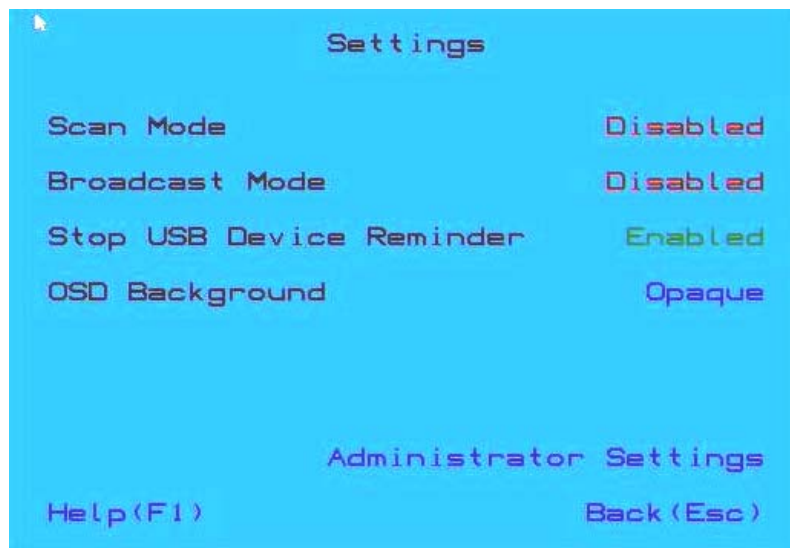 Settings
Scan Mode Disabled
Broadcast Mode Disabled
Stop USB Device Reminder Enabled
OSD Background Opaque
Administrator Settings
Help(F1) Back(Esc)